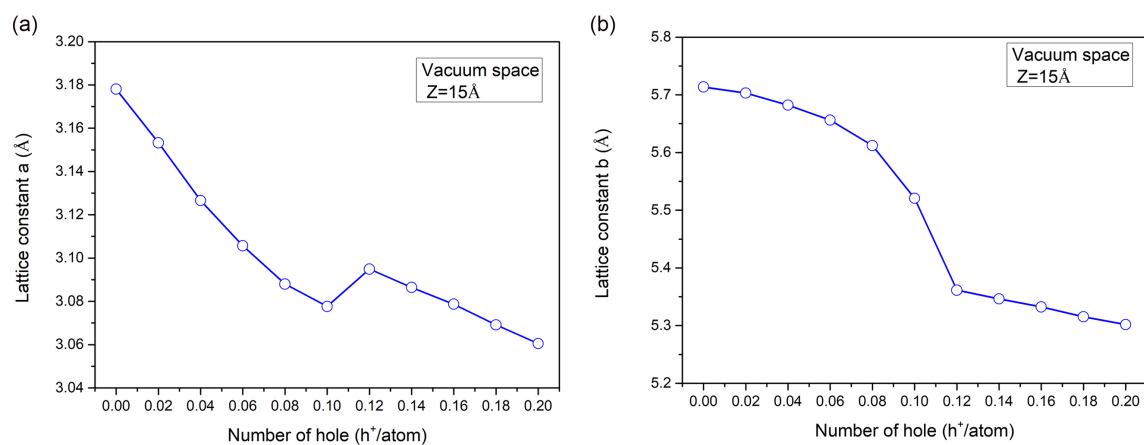 (a)
3.20
3.18
3.16
3.14
3.12
3.10
3.08
3.06
3.04
Lattice constant a (Å)
Vacuum space
Z=15Å
0.00 0.02 0.04 0.06 0.08 0.10 0.12 0.14 0.16 0.18 0.20
Number of hole (h⁺/atom)
(b)
5.8
5.7
5.6
5.5
5.4
5.3
5.2
Lattice constant b (Å)
Vacuum space
Z=15Å
0.00 0.02 0.04 0.06 0.08 0.10 0.12 0.14 0.16 0.18 0.20
Number of hole (h⁺/atom)